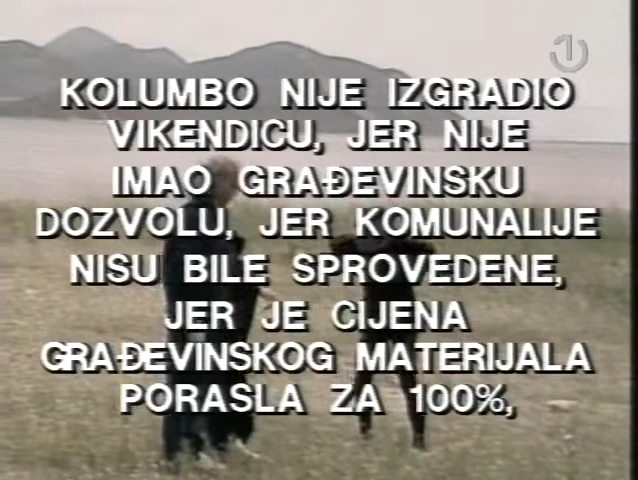 1
KOLUMBO NIJE IZGRADIO
VIKENDICU, JER NIJE
IMAO GRAĐEVINSKU
DOZVOLU, JER KOMUNALIJE
NISU BILE SPROVEDENE,
JER JE CIJENA
GRAĐEVINSKOG MATERIJALA
PORASLA ZA 100%,